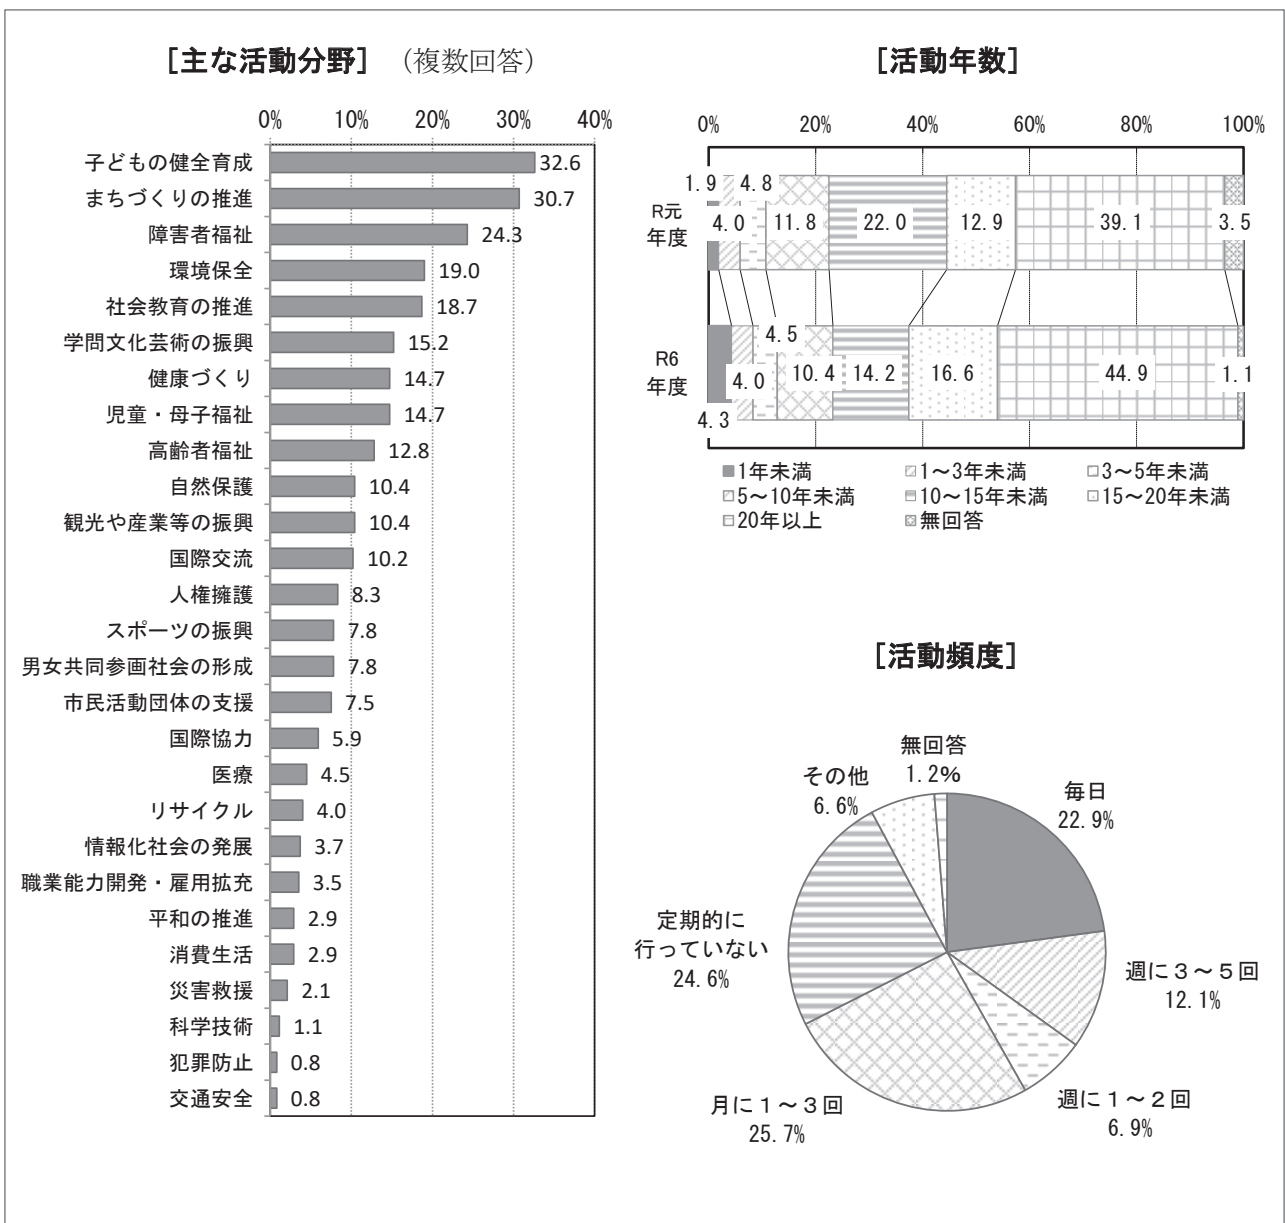 ［主な活動分野］（複数回答）
0% 10% 20% 30% 40%
子どもの健全育成 32.6
まちづくりの推進 30.7
障害者福祉 24.3
環境保全 19.0
社会教育の推進 18.7
学問文化芸術の振興 15.2
健康づくり 14.7
児童・母子福祉 14.7
高齢者福祉 12.8
自然保護 10.4
観光や産業等の振興 10.4
国際交流 10.2
人権擁護 8.3
スポーツの振興 7.8
男女共同参画社会の形成 7.8
市民活動団体の支援 7.5
国際協力 5.9
医療 4.5
リサイクル 4.0
情報化社会の発展 3.7
職業能力開発・雇用拡充 3.5
平和の推進 2.9
消費生活 2.9
災害救援 2.1
科学技術 1.1
犯罪防止 0.8
交通安全 0.8
［活動年数］
0% 20% 40% 60% 80% 100%
R元
年度
1.9 4.0 4.8 11.8 22.0 12.9 39.1 3.5
R6
年度
4.3 4.0 4.5 10.4 14.2 16.6 44.9 1.1
1年未満 1～3年未満 3～5年未満
5～10年未満 10～15年未満 15～20年未満
20年以上 無回答
［活動頻度］
毎日
22.9%
週に３～５回
12.1%
週に１～２回
6.9%
月に１～３回
25.7%
定期的に
行っていない
24.6%
その他
6.6%
無回答
1.2%